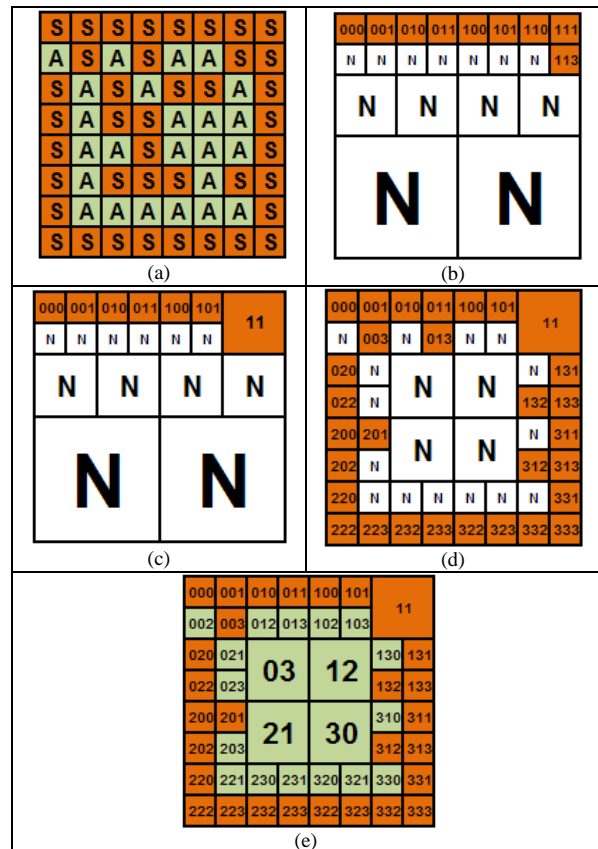 S S S S S S S S
A S A S A A S S
S A S A S S A S
S A S S A A A S
S A A S A A A S
S A S S S A S S
S A A A A A A S
S S S S S S S S
(a)
000 001 010 011 100 101 110 111
N N N N N N N 113
N N N N
N N
(b)
000 001 010 011 100 101
11
N N N N N N
N N N N
N N
(c)
000 001 010 011 100 101
11
N 003 N 013 N N
020 N N 131
N N
022 N 132 133
200 201 N 311
N N
202 N 312 313
220 N N N N N N 331
222 223 232 233 322 323 332 333
(d)
000 001 010 011 100 101
11
002 003 012 013 102 103
020 021 130 131
03 12
022 023 132 133
200 201 310 311
21 30
202 203 312 313
220 221 230 231 320 321 330 331
222 223 232 233 322 323 332 333
(e)